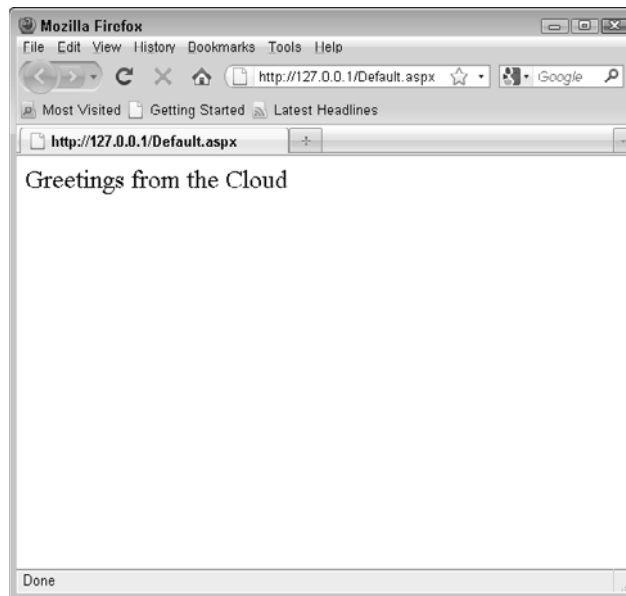 Mozilla Firefox
File Edit View History Bookmarks Tools Help
http://127.0.0.1/Default.aspx Google
Most Visited Getting Started Latest Headlines
http://127.0.0.1/Default.aspx
Greetings from the Cloud
Done